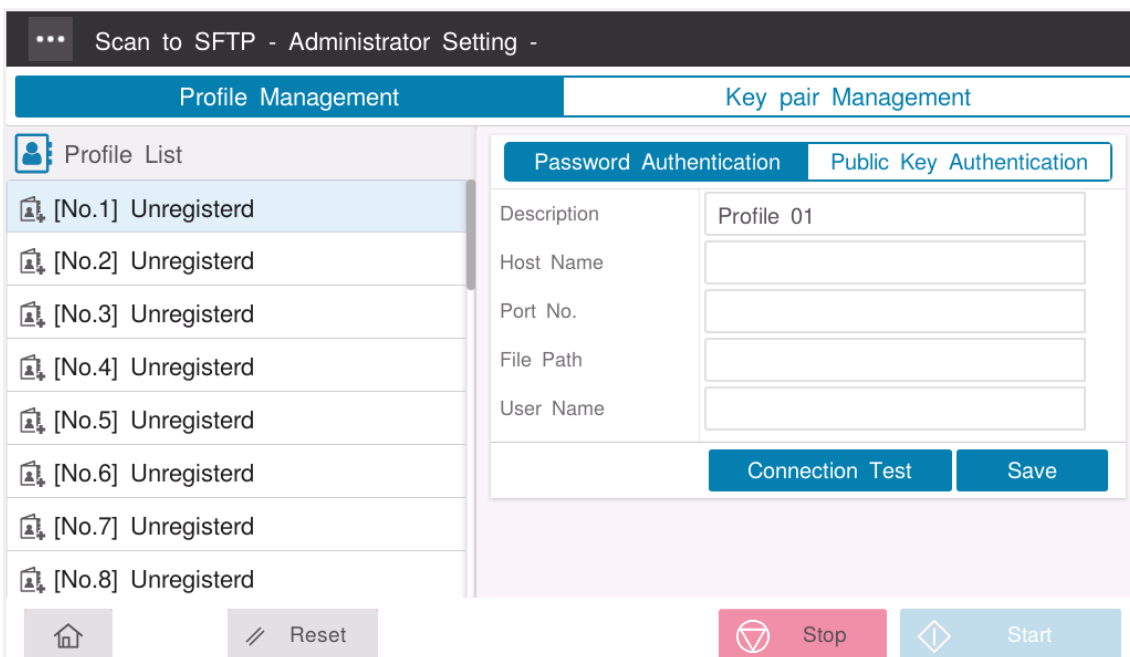 Scan to SFTP - Administrator Setting -
Profile Management
Key pair Management
Profile List
[No.1] Unregisterd
[No.2] Unregisterd
[No.3] Unregisterd
[No.4] Unregisterd
[No.5] Unregisterd
[No.6] Unregisterd
[No.7] Unregisterd
[No.8] Unregisterd
Password Authentication
Public Key Authentication
Description
Profile 01
Host Name
Port No.
File Path
User Name
Connection Test
Save
Reset
Stop
Start